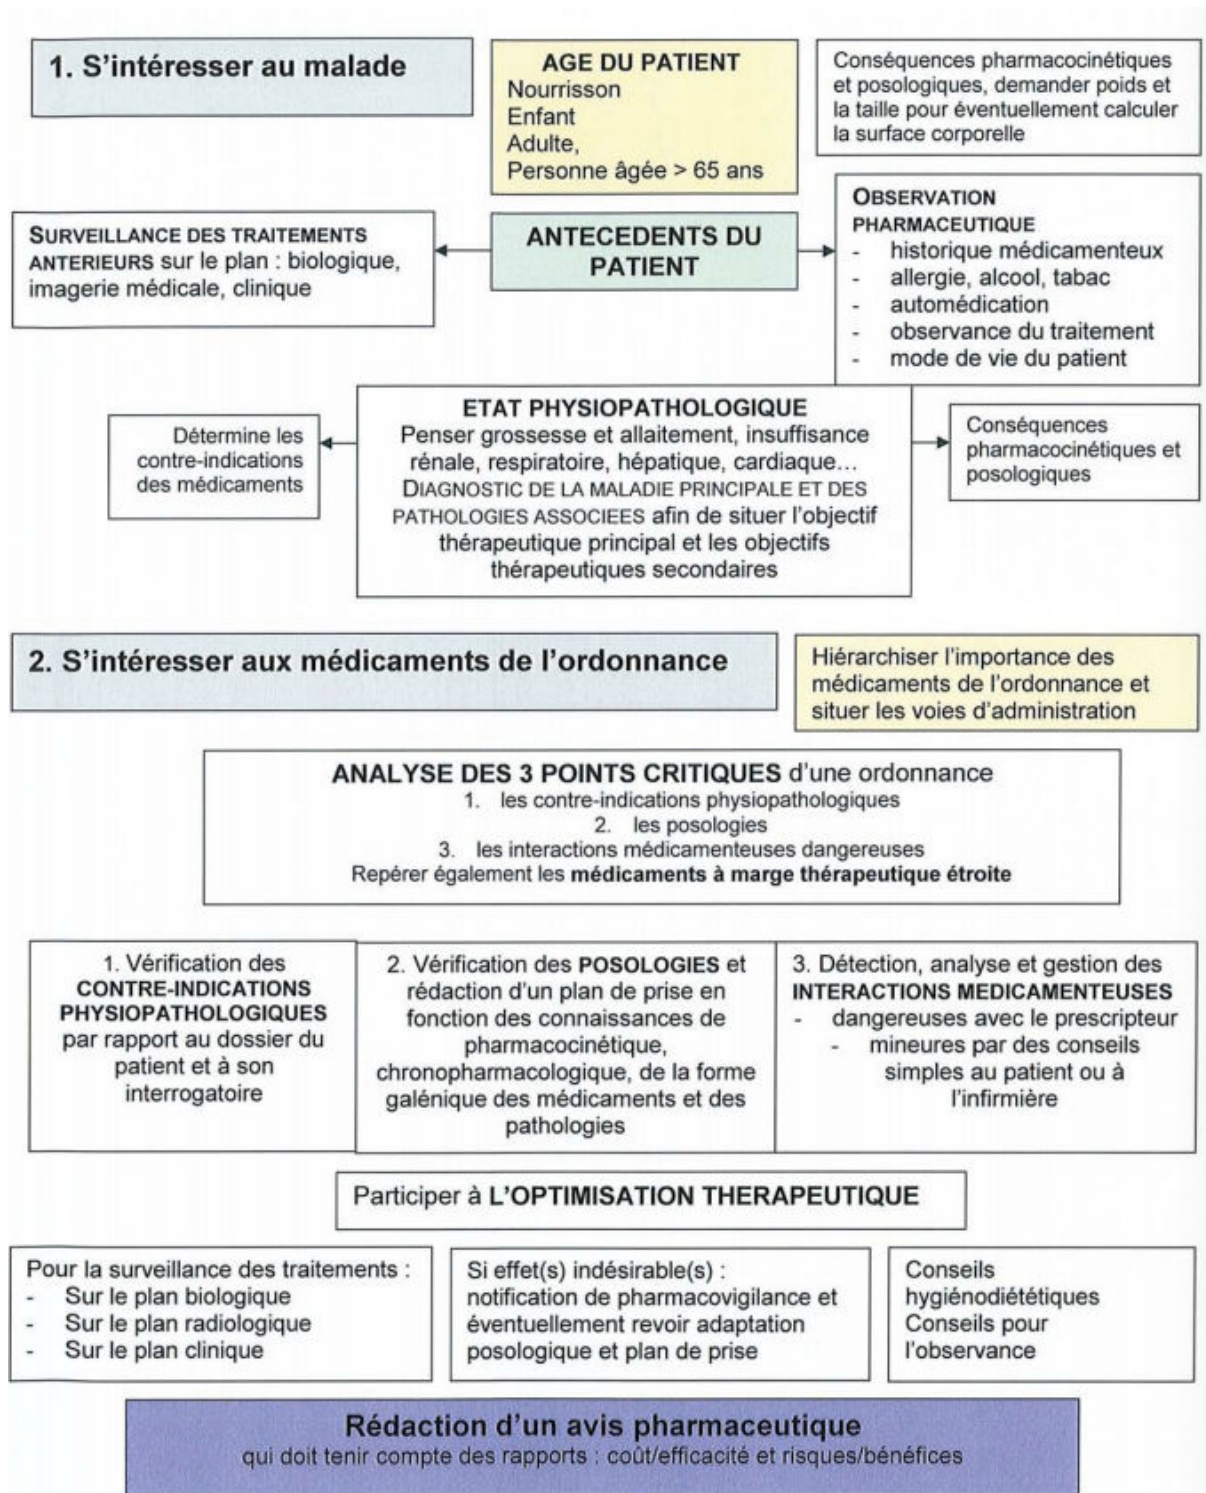 1. S'intéresser au malade
AGE DU PATIENT
Nourrisson
Enfant
Adulte,
Personne âgée > 65 ans
Conséquences pharmacocinétiques
et posologiques, demander poids et
la taille pour éventuellement calculer
la surface corporelle
SURVEILLANCE DES TRAITEMENTS
ANTERIEURS sur le plan : biologique,
imagerie médicale, clinique
ANTECEDENTS DU
PATIENT
OBSERVATION
PHARMACEUTIQUE
- historique médicamenteux
- allergie, alcool, tabac
- automédication
- observance du traitement
- mode de vie du patient
Détermine les
contre-indications
des médicaments
ETAT PHYSIOPATHOLOGIQUE
Penser grossesse et allaitement, insuffisance
rénale, respiratoire, hépatique, cardiaque...
DIAGNOSTIC DE LA MALADIE PRINCIPALE ET DES
PATHOLOGIES ASSOCIEES afin de situer l'objectif
thérapeutique principal et les objectifs
thérapeutiques secondaires
Conséquences
pharmacocinétiques et
posologiques
2. S'intéresser aux médicaments de l'ordonnance
Hiérarchiser l'importance des
médicaments de l'ordonnance et
situer les voies d'administration
ANALYSE DES 3 POINTS CRITIQUES d'une ordonnance
1. les contre-indications physiopathologiques
2. les posologies
3. les interactions médicamenteuses dangereuses
Repérer également les médicaments à marge thérapeutique étroite
1. Vérification des
CONTRE-INDICATIONS
PHYSIOPATHOLOGIQUES
par rapport au dossier du
patient et à son
interrogatoire
2. Vérification des POSOLOGIES et
rédaction d'un plan de prise en
fonction des connaissances de
pharmacocinétique,
chronopharmacologique, de la forme
galénique des médicaments et des
pathologies
3. Détection, analyse et gestion des
INTERACTIONS MEDICAMENTEUSES
- dangereuses avec le prescripteur
- mineures par des conseils
simples au patient ou à
l'infirmière
Participer à L'OPTIMISATION THERAPEUTIQUE
Pour la surveillance des traitements :
- Sur le plan biologique
- Sur le plan radiologique
- Sur le plan clinique
Si effet(s) indésirable(s) :
notification de pharmacovigilance et
éventuellement revoir adaptation
posologique et plan de prise
Conseils
hygiénodiététiques
Conseils pour
l'observance
Rédaction d'un avis pharmaceutique
qui doit tenir compte des rapports : coût/efficacité et risques/bénéfices